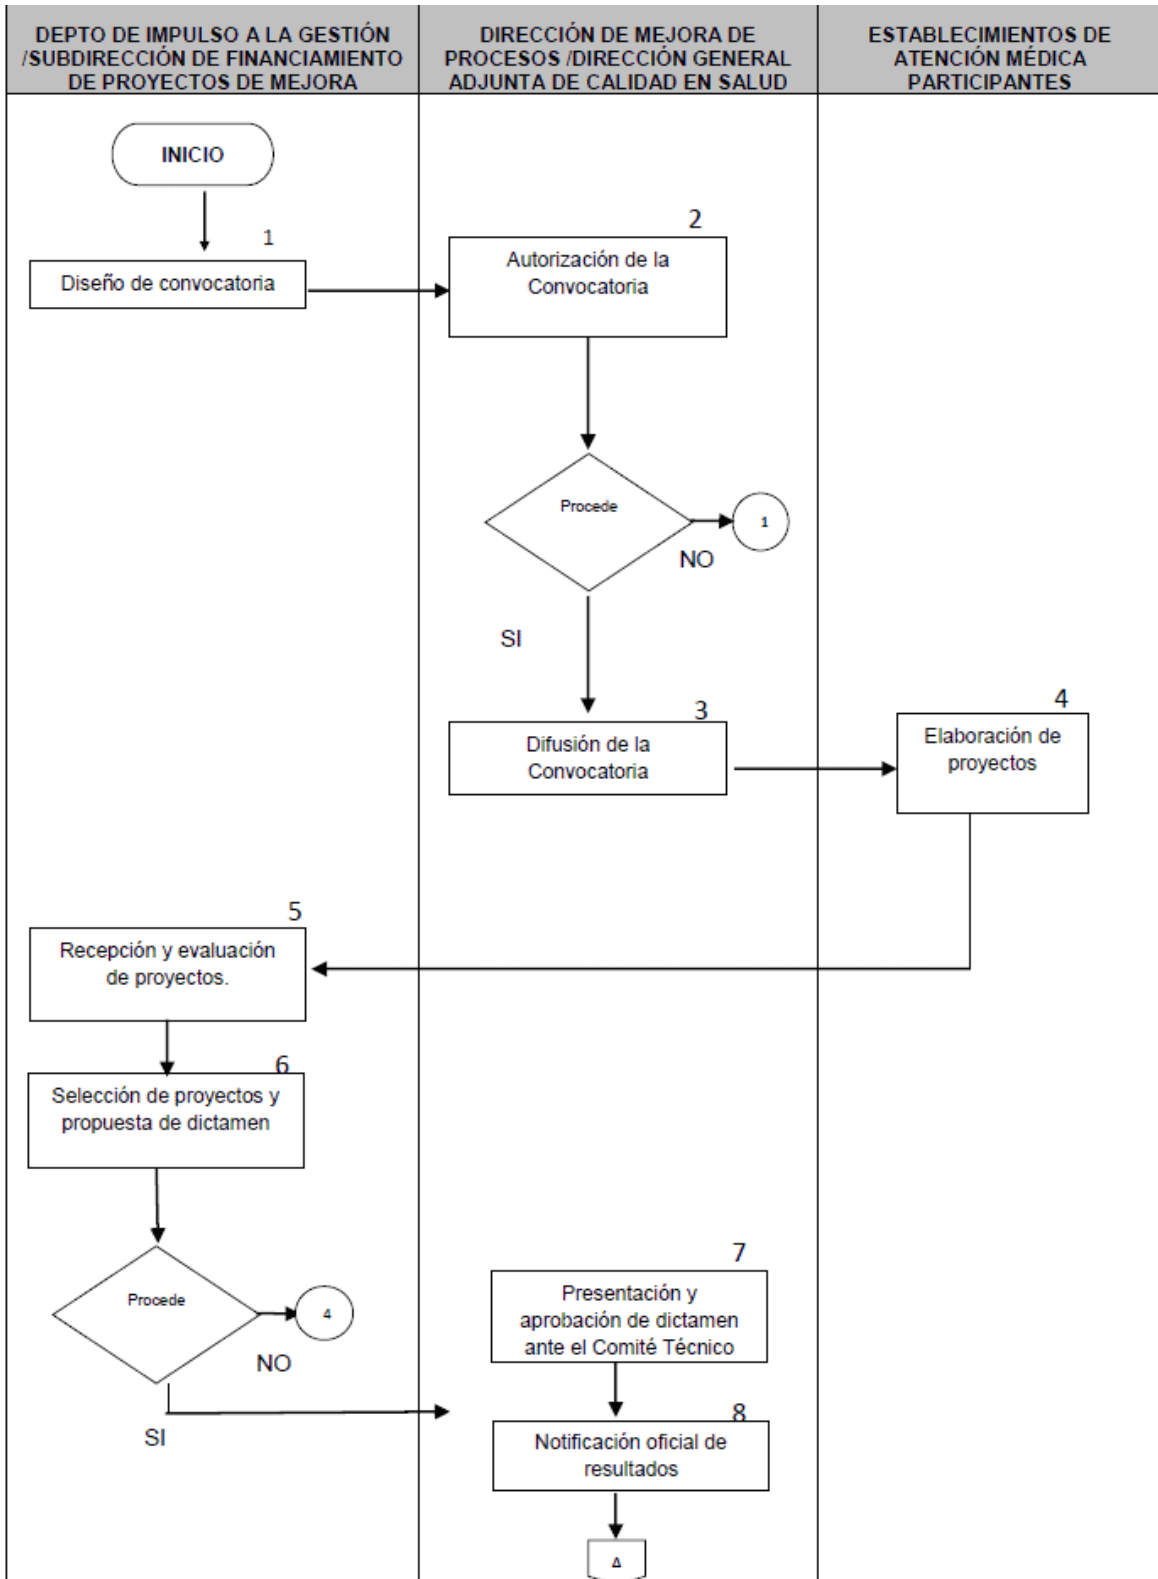 DEPTO DE IMPULSO A LA GESTIÓN
/SUBDIRECCIÓN DE FINANCIAMIENTO
DE PROYECTOS DE MEJORA
DIRECCIÓN DE MEJORA DE
PROCESOS /DIRECCIÓN GENERAL
ADJUNTA DE CALIDAD EN SALUD
ESTABLECIMIENTOS DE
ATENCIÓN MÉDICA
PARTICIPANTES
INICIO
1
Diseño de convocatoria
2
Autorización de la
Convocatoria
Procede
1
NO
SI
3
Difusión de la
Convocatoria
4
Elaboración de
proyectos
5
Recepción y evaluación
de proyectos.
6
Selección de proyectos y
propuesta de dictamen
Procede
4
NO
SI
7
Presentación y
aprobación de dictamen
ante el Comité Técnico
8
Notificación oficial de
resultados
A